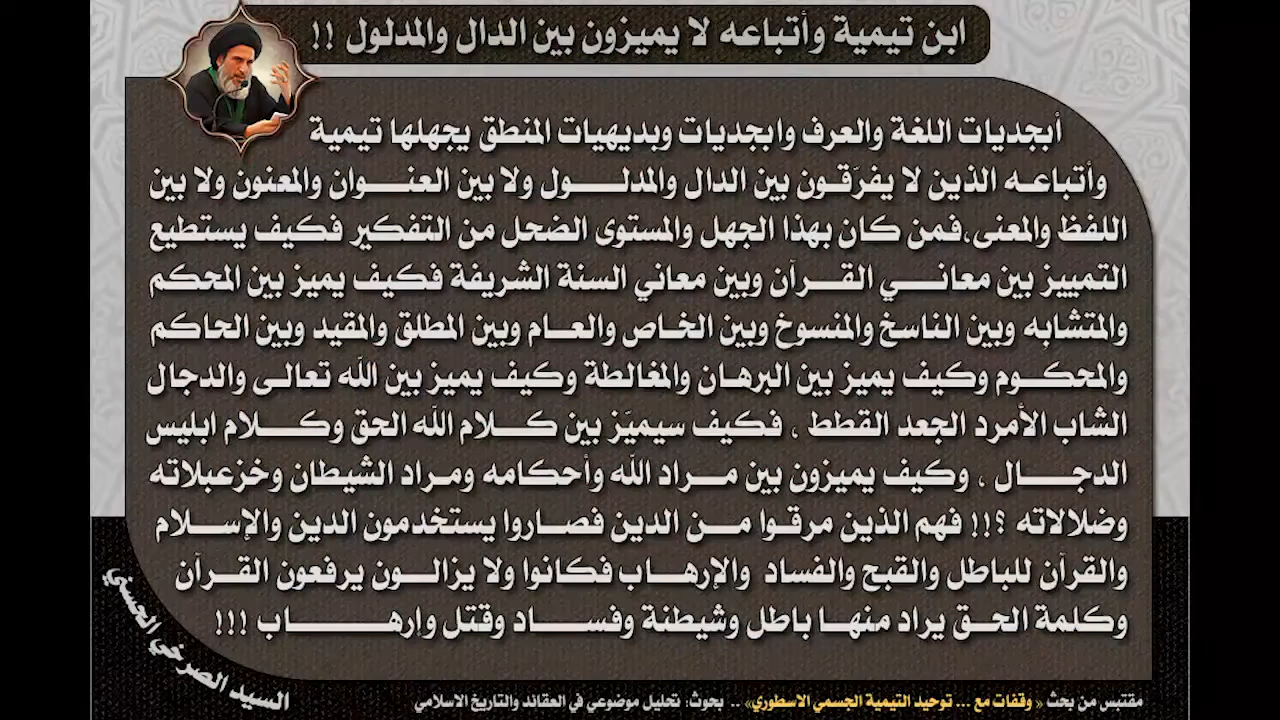 ابن تيمية وأتباعه لا يميزون بين الدال والمدلول !!
أبجديات اللغة والعرف وابجديات وبديهيات المنطق يجهلها تيمية
وأتباعه الذين لا يفرّقون بين الدال والمدلول ولا بين العنوان والمعنون ولا بين
اللفظ والمعنى،فمن كان بهذا الجهل والمستوى الضحل من التفكير فكيف يستطيع
التمييز بين معاني القرآن وبين معاني السنة الشريفة فكيف يميز بين المحكم
والمتشابه وبين الناسخ والمنسوخ وبين الخاص والعام وبين المطلق والمقيد وبين الحاكم
والمحكوم وكيف يميز بين البرهان والمغالطة وكيف يميز بين الله تعالى والدجال
الشاب الأمرد الجعد القطط ، فكيف سيميّز بين كلام الله الحق وكلام ابليس
الدجال ، وكيف يميزون بين مراد الله وأحكامه ومراد الشيطان وخزعبلاته
وضلالاته ؟!! فهم الذين مرقوا من الدين فصاروا يستخدمون الدين والإسلام
والقرآن للباطل والقبح والفساد والإرهاب فكانوا ولا يزالون يرفعون القرآن
وكلمة الحق يراد منها باطل وشيطنة وفساد وقتل وإرهاب !!!
السيد الصرخي الحسني
مقتبس من بحث « وقفات مع ... توحيد التيمية الجسمي الاسطوري» .. بحوث: تحليل موضوعي في العقائد والتاريخ الاسلامي